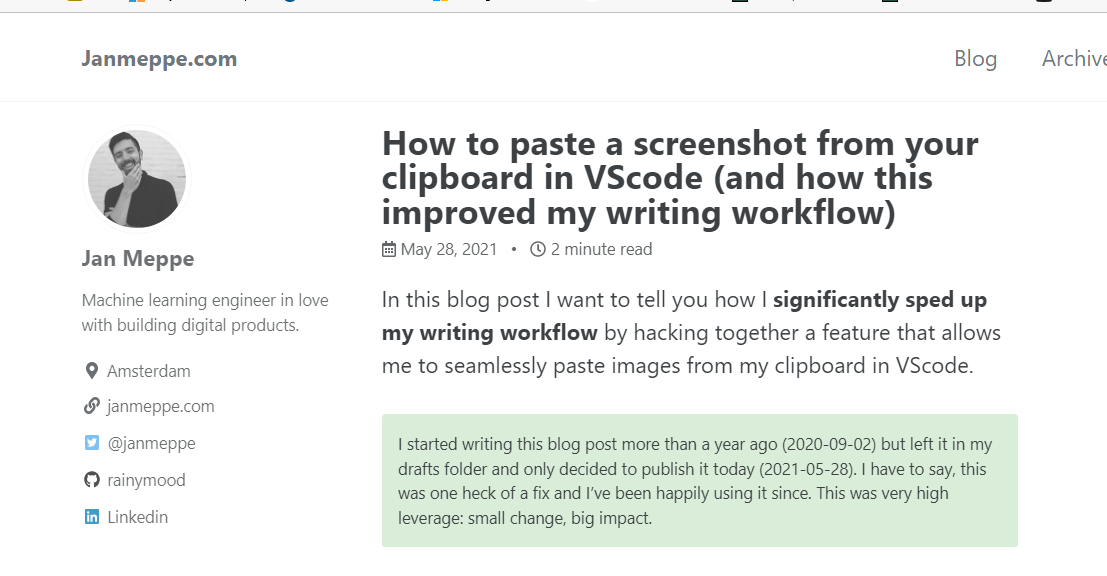 Janmeppe.com
Blog
Archive
How to paste a screenshot from your
clipboard in VScode (and how this
improved my writing workflow)
May 28, 2021 • 2 minute read
Jan Meppe
Machine learning engineer in love
with building digital products.
Amsterdam
janmeppe.com
@janmeppe
rainymood
Linkedin
In this blog post I want to tell you how I significantly sped up
my writing workflow by hacking together a feature that allows
me to seamlessly paste images from my clipboard in VScode.
I started writing this blog post more than a year ago (2020-09-02) but left it in my
drafts folder and only decided to publish it today (2021-05-28). I have to say, this
was one heck of a fix and I’ve been happily using it since. This was very high
leverage: small change, big impact.